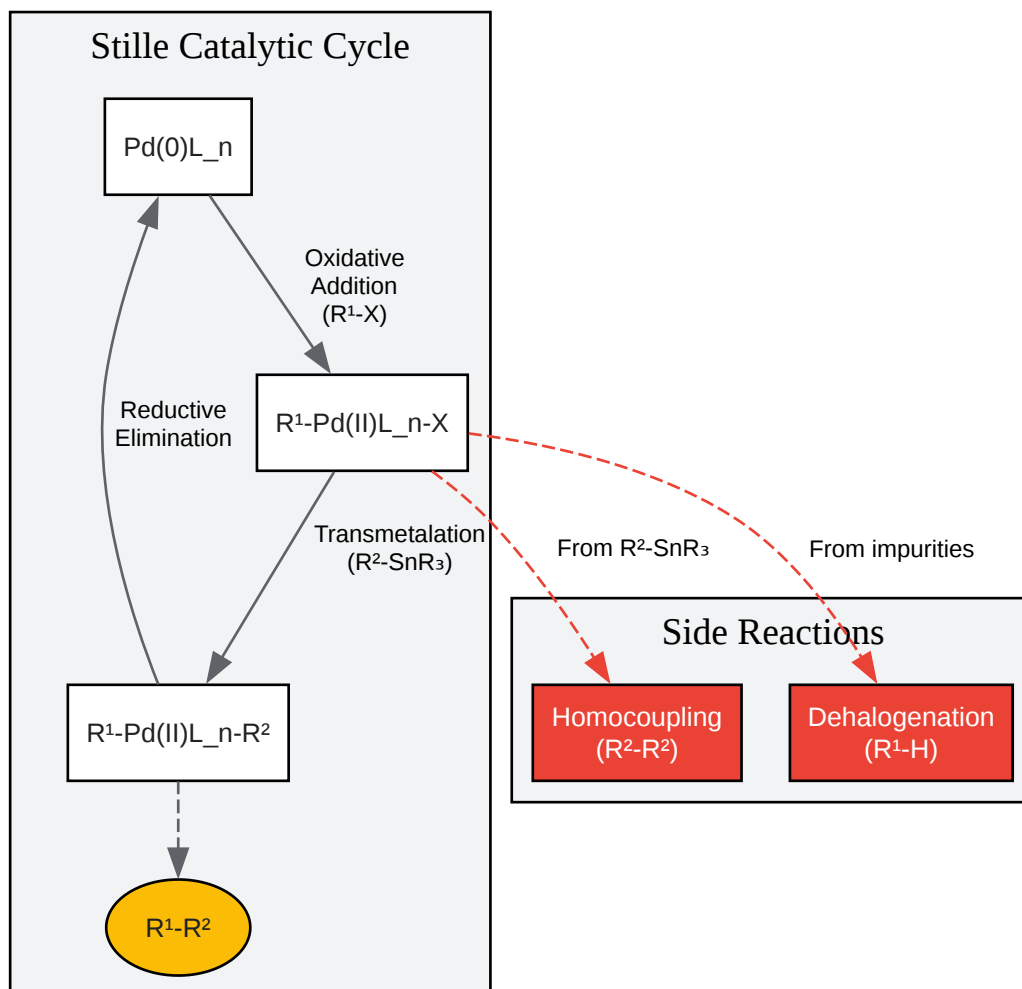 Stille Catalytic Cycle
Pd(0)L_n
Oxidative
Addition
(R¹-X)
Reductive
Elimination
R¹-Pd(II)L_n-X
Transmetalation
(R²-SnR₃)
From R²-SnR₃
From impurities
Side Reactions
R¹-Pd(II)L_n-R²
Homocoupling
(R²-R²)
Dehalogenation
(R¹-H)
R¹-R²